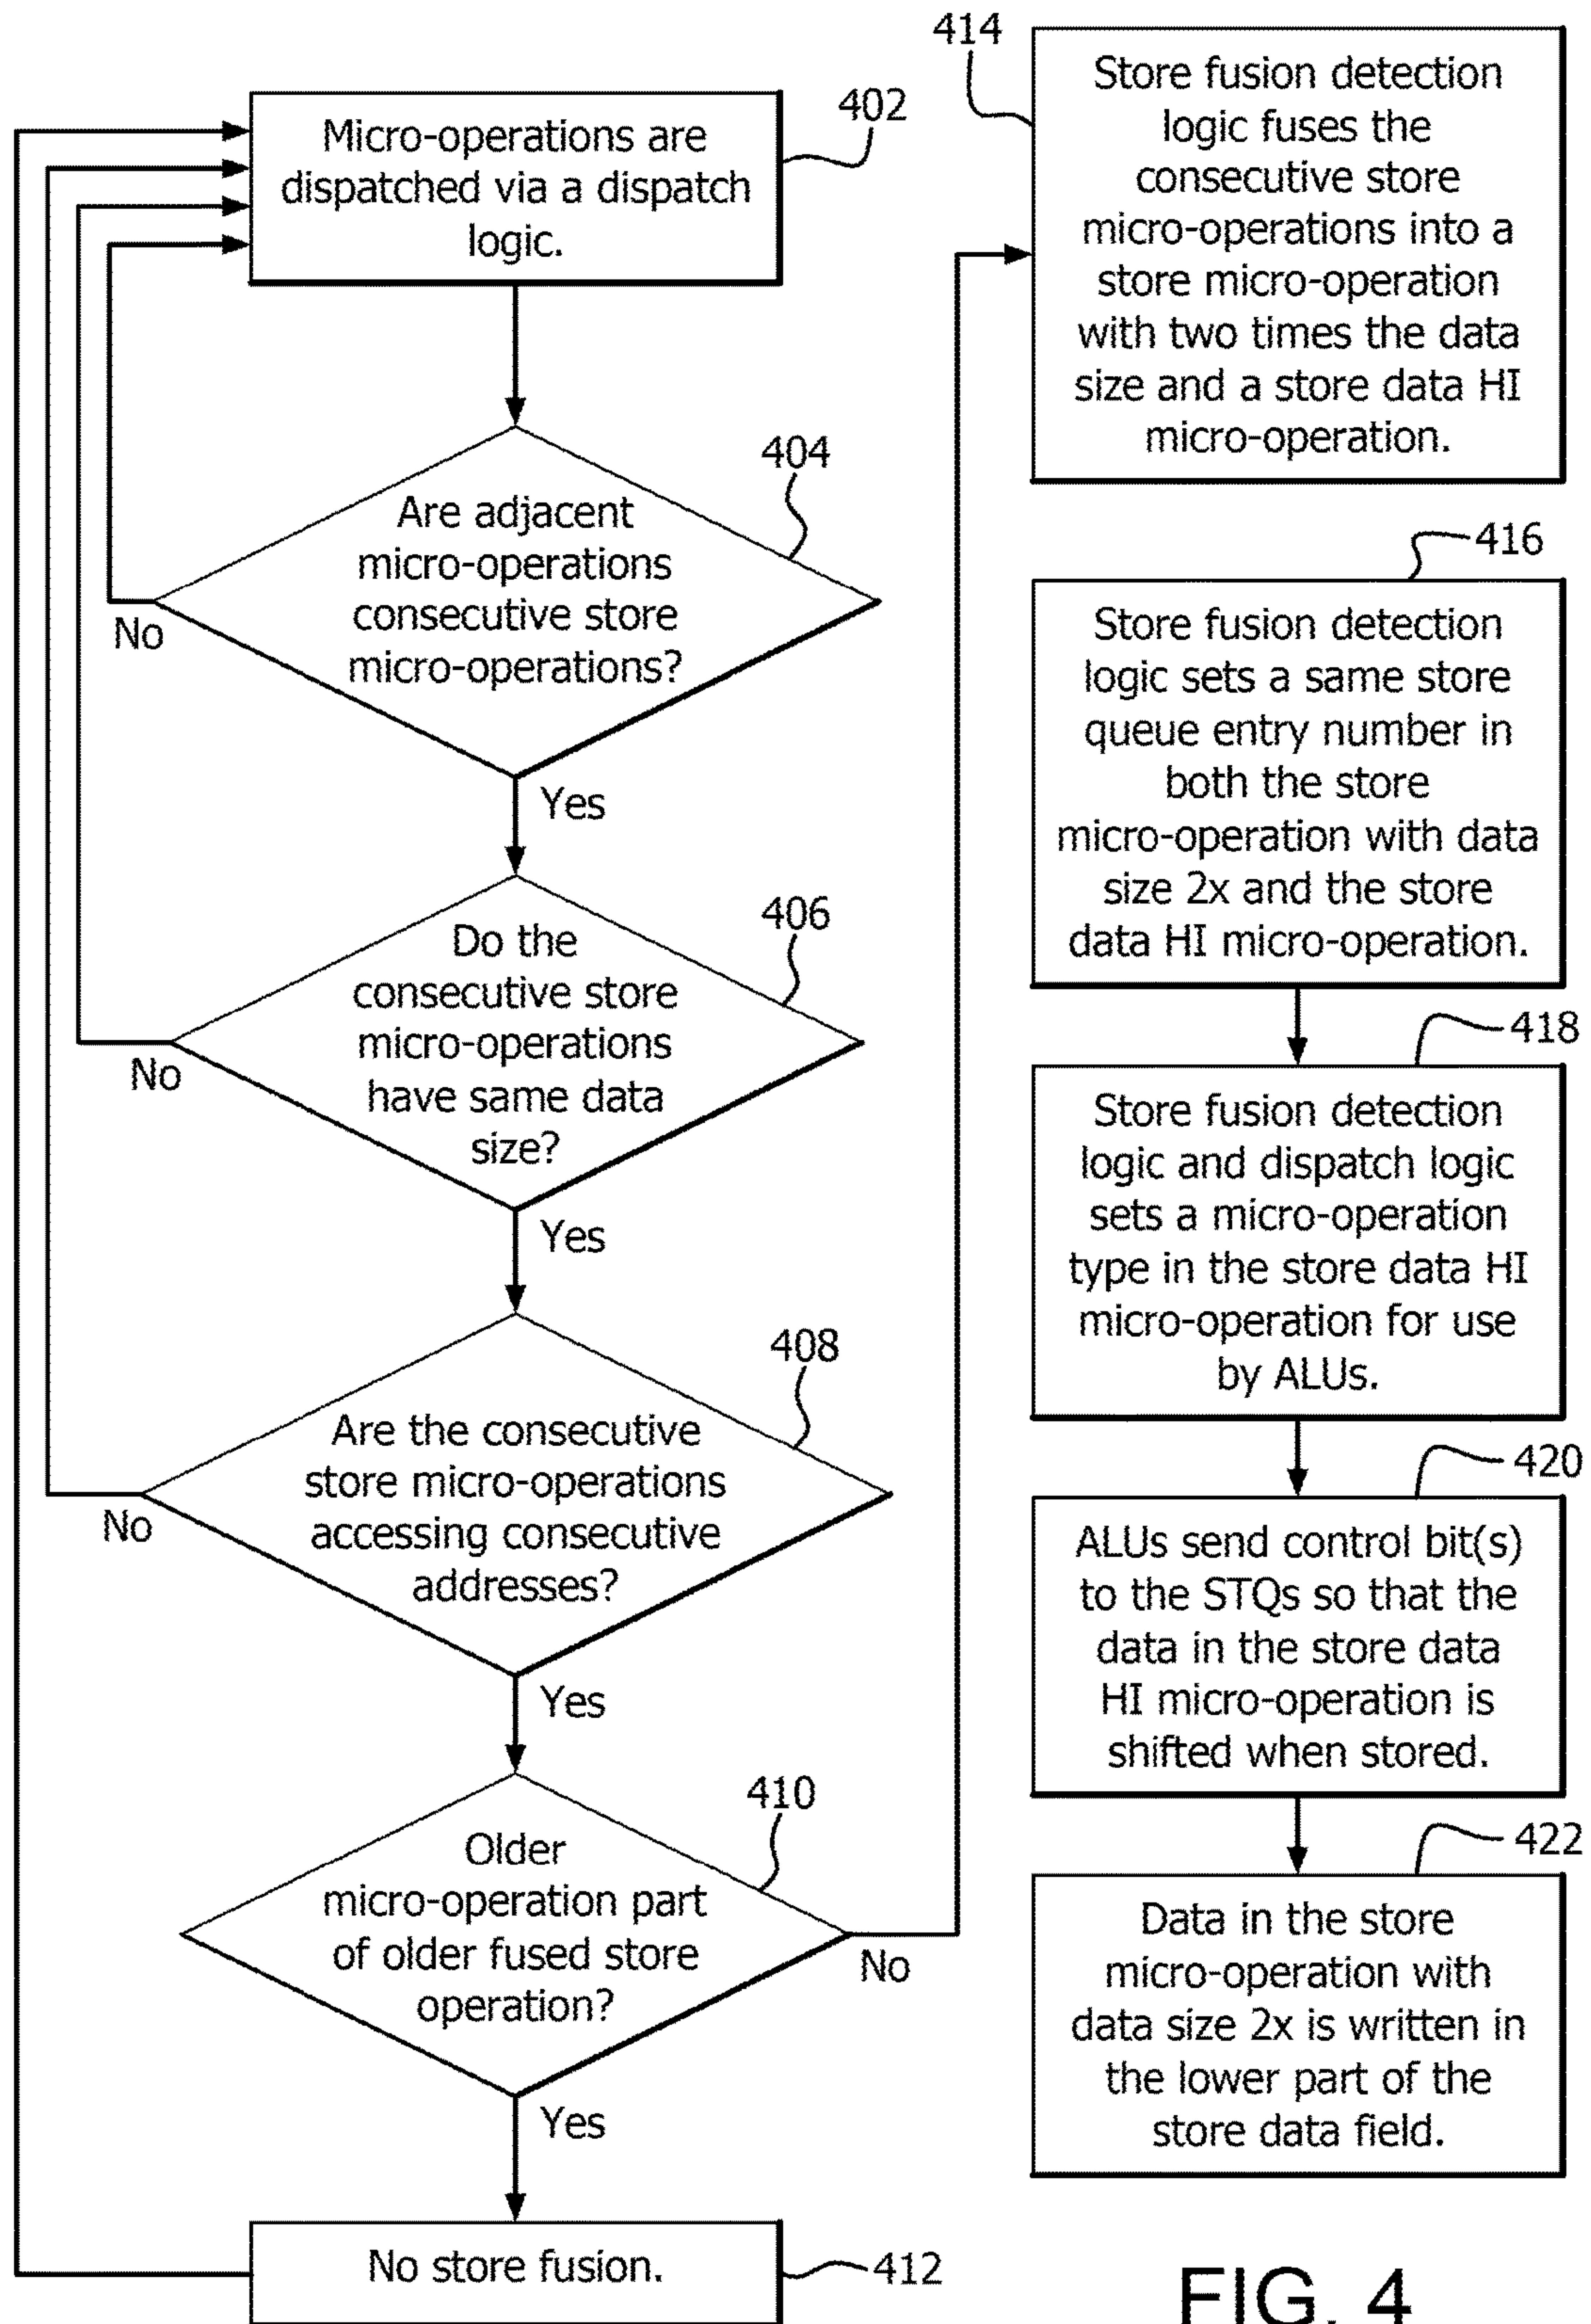 402
Micro-operations are
dispatched via a dispatch
logic.
404
Are adjacent
micro-operations
consecutive store
micro-operations?
No
Yes
406
Do the
consecutive store
micro-operations
have same data
size?
No
Yes
408
Are the consecutive
store micro-operations
accessing consecutive
addresses?
No
Yes
410
Older
micro-operation part
of older fused store
operation?
No
Yes
No store fusion.
412
414
Store fusion detection
logic fuses the
consecutive store
micro-operations into a
store micro-operation
with two times the data
size and a store data HI
micro-operation.
416
Store fusion detection
logic sets a same store
queue entry number in
both the store
micro-operation with data
size 2x and the store
data HI micro-operation.
418
Store fusion detection
logic and dispatch logic
sets a micro-operation
type in the store data HI
micro-operation for use
by ALUs.
420
ALUs send control bit(s)
to the STQs so that the
data in the store data
HI micro-operation is
shifted when stored.
422
Data in the store
micro-operation with
data size 2x is written in
the lower part of the
store data field.
FIG. 4